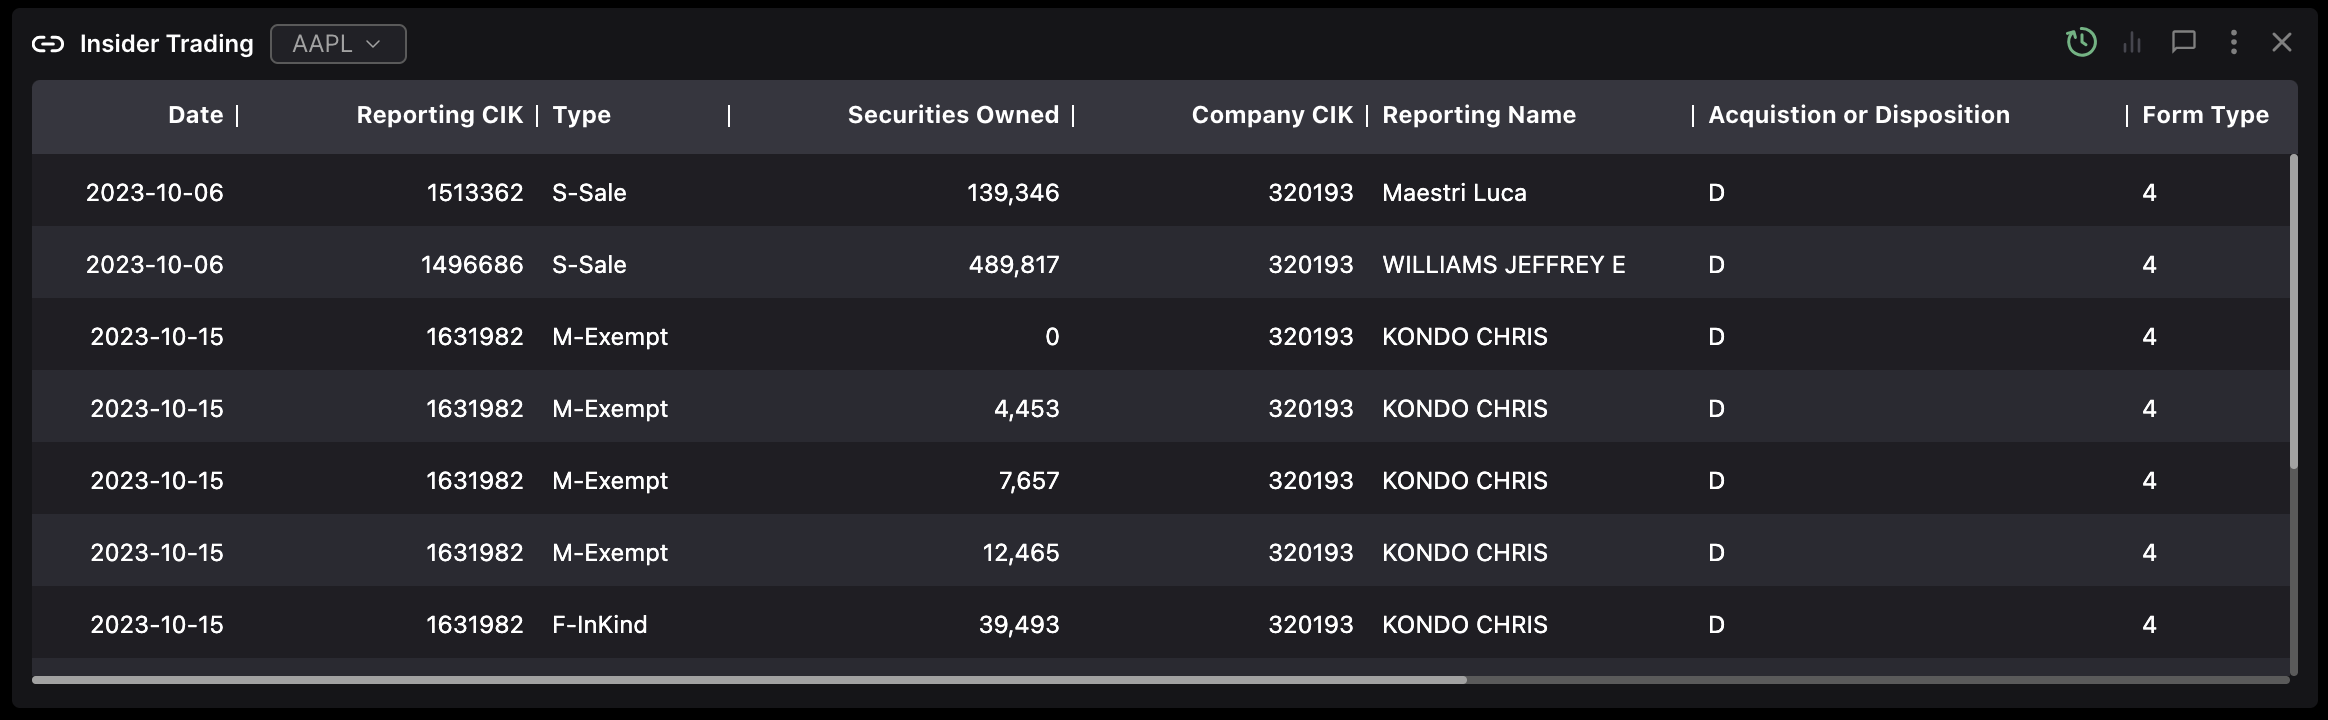 Insider Trading AAPL
Date | Reporting CIK | Type | Securities Owned | Company CIK | Reporting Name | Acquistion or Disposition | Form Type
2023-10-06 1513362 S-Sale 139,346 320193 Maestri Luca D 4
2023-10-06 1496686 S-Sale 489,817 320193 WILLIAMS JEFFREY E D 4
2023-10-15 1631982 M-Exempt 0 320193 KONDO CHRIS D 4
2023-10-15 1631982 M-Exempt 4,453 320193 KONDO CHRIS D 4
2023-10-15 1631982 M-Exempt 7,657 320193 KONDO CHRIS D 4
2023-10-15 1631982 M-Exempt 12,465 320193 KONDO CHRIS D 4
2023-10-15 1631982 F-InKind 39,493 320193 KONDO CHRIS D 4